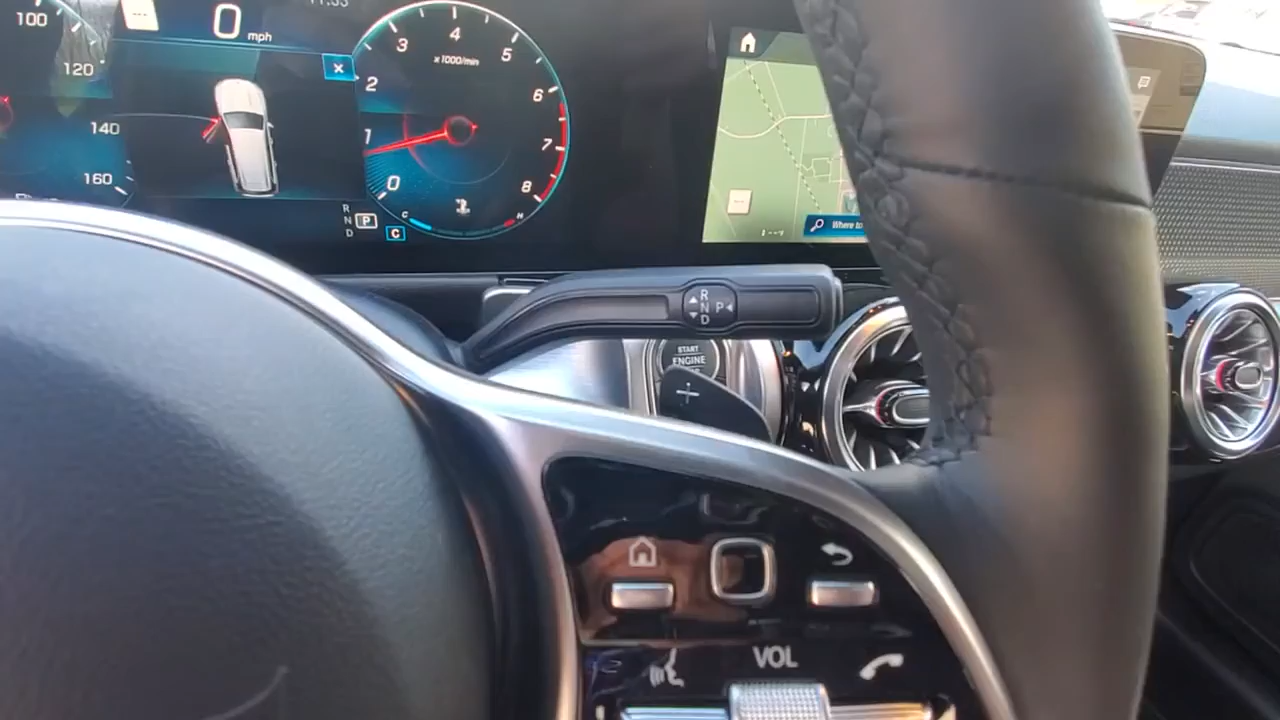 100
120
140
160
0 mph
R
N P
D
C
0
1
2
3
4
5
6
7
8
x1000/min
C
H
Where to
R
N P
D
START
ENGINE
+
VOL